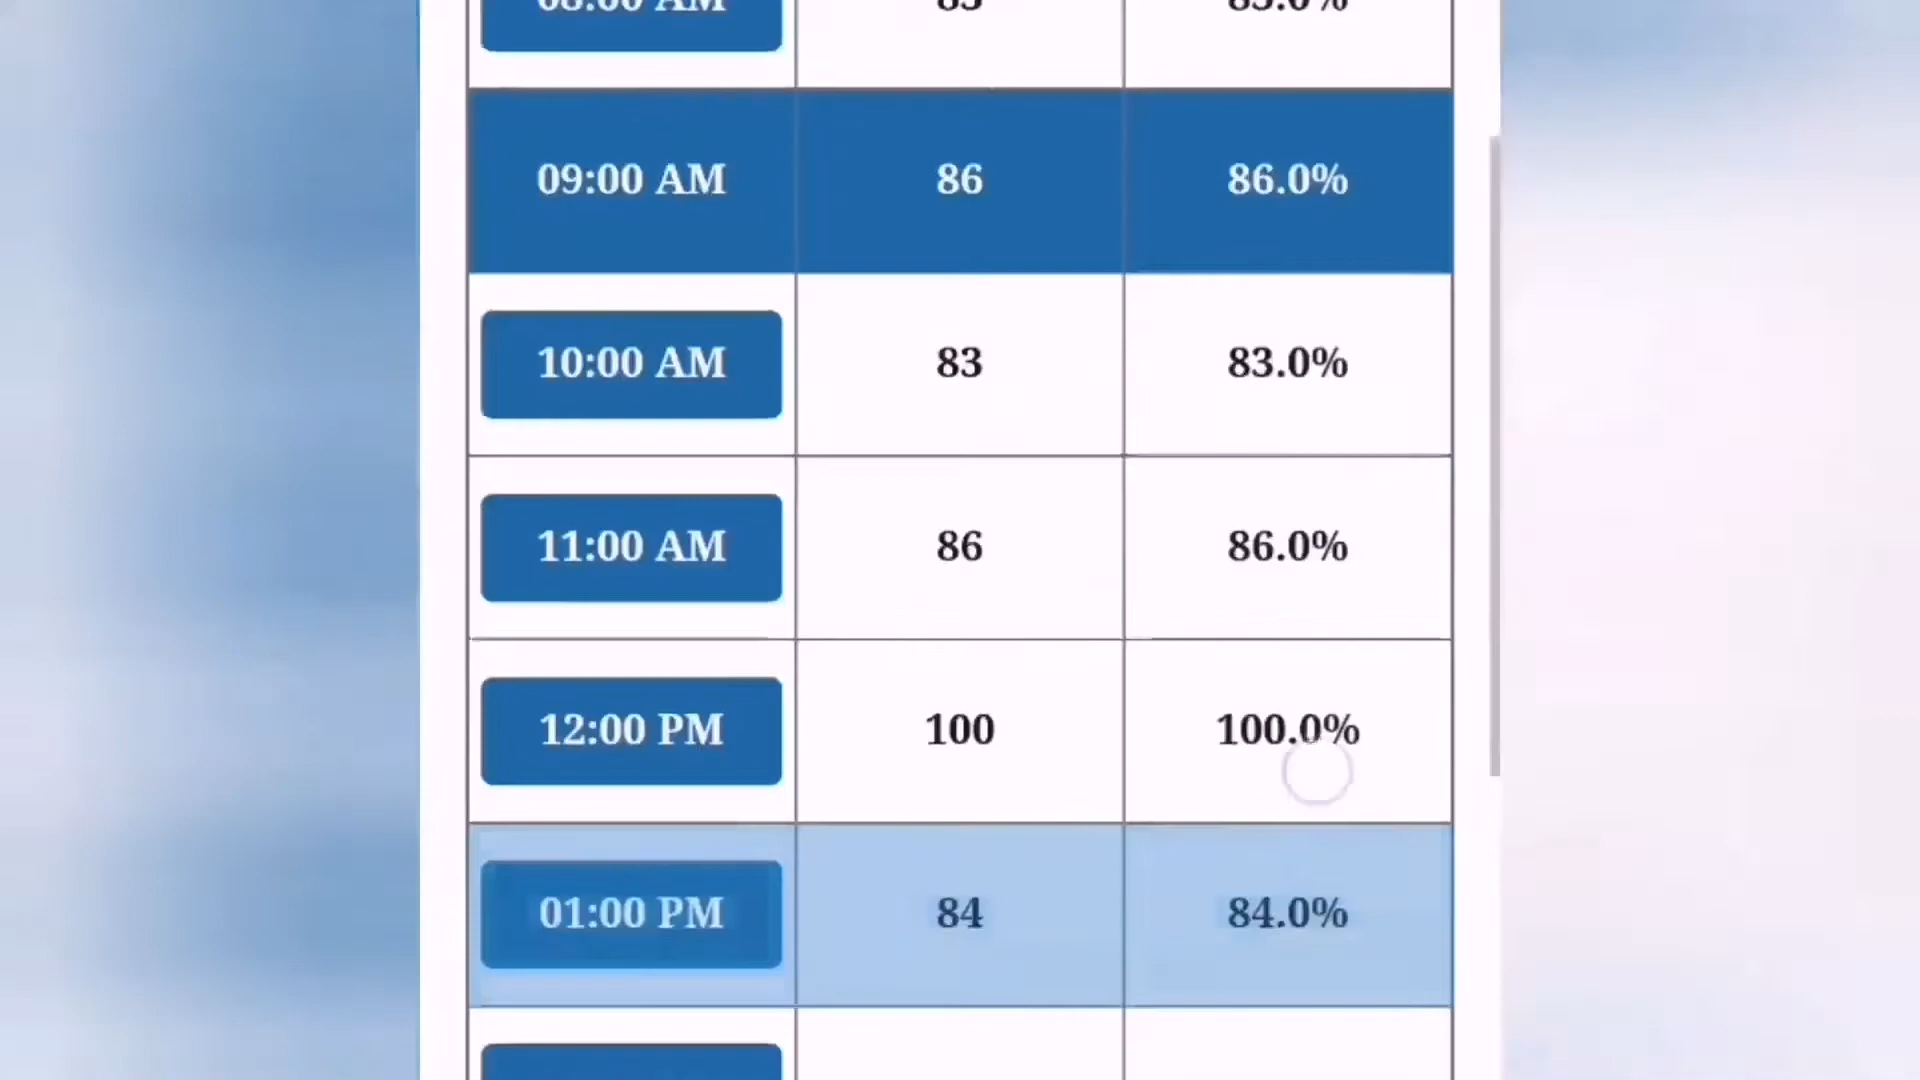 09:00 AM 86 86.0%
10:00 AM 83 83.0%
11:00 AM 86 86.0%
12:00 PM 100 100.0%
01:00 PM 84 84.0%